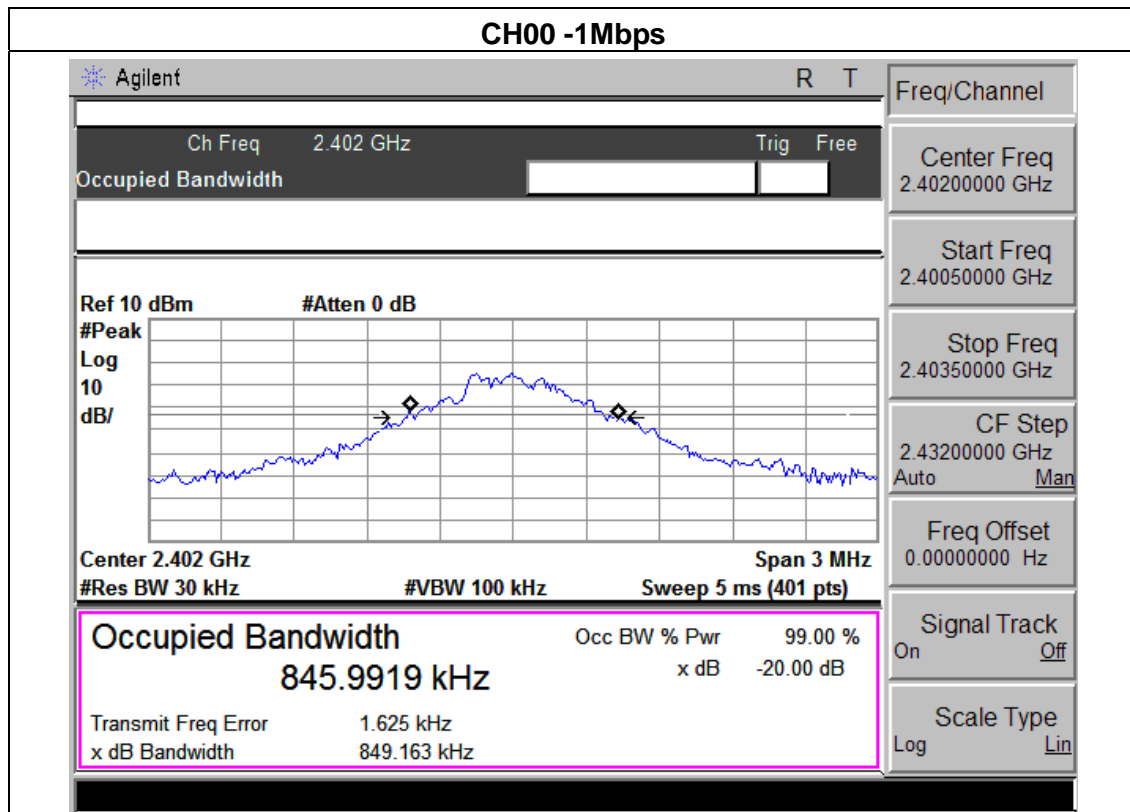 CH00 -1Mbps
Agilent R T
Ch Freq 2.402 GHz Trig Free
Occupied Bandwidth
Ref 10 dBm #Atten 0 dB
#Peak
Log
10
dB/
Center 2.402 GHz Span 3 MHz
#Res BW 30 kHz #VBW 100 kHz Sweep 5 ms (401 pts)
Occupied Bandwidth
845.9919 kHz
Occ BW % Pwr 99.00 %
x dB -20.00 dB
Transmit Freq Error 1.625 kHz
x dB Bandwidth 849.163 kHz
Freq/Channel
Center Freq
2.40200000 GHz
Start Freq
2.40050000 GHz
Stop Freq
2.40350000 GHz
CF Step
2.43200000 GHz
Auto Man
Freq Offset
0.00000000 Hz
Signal Track
On Off
Scale Type
Log Lin